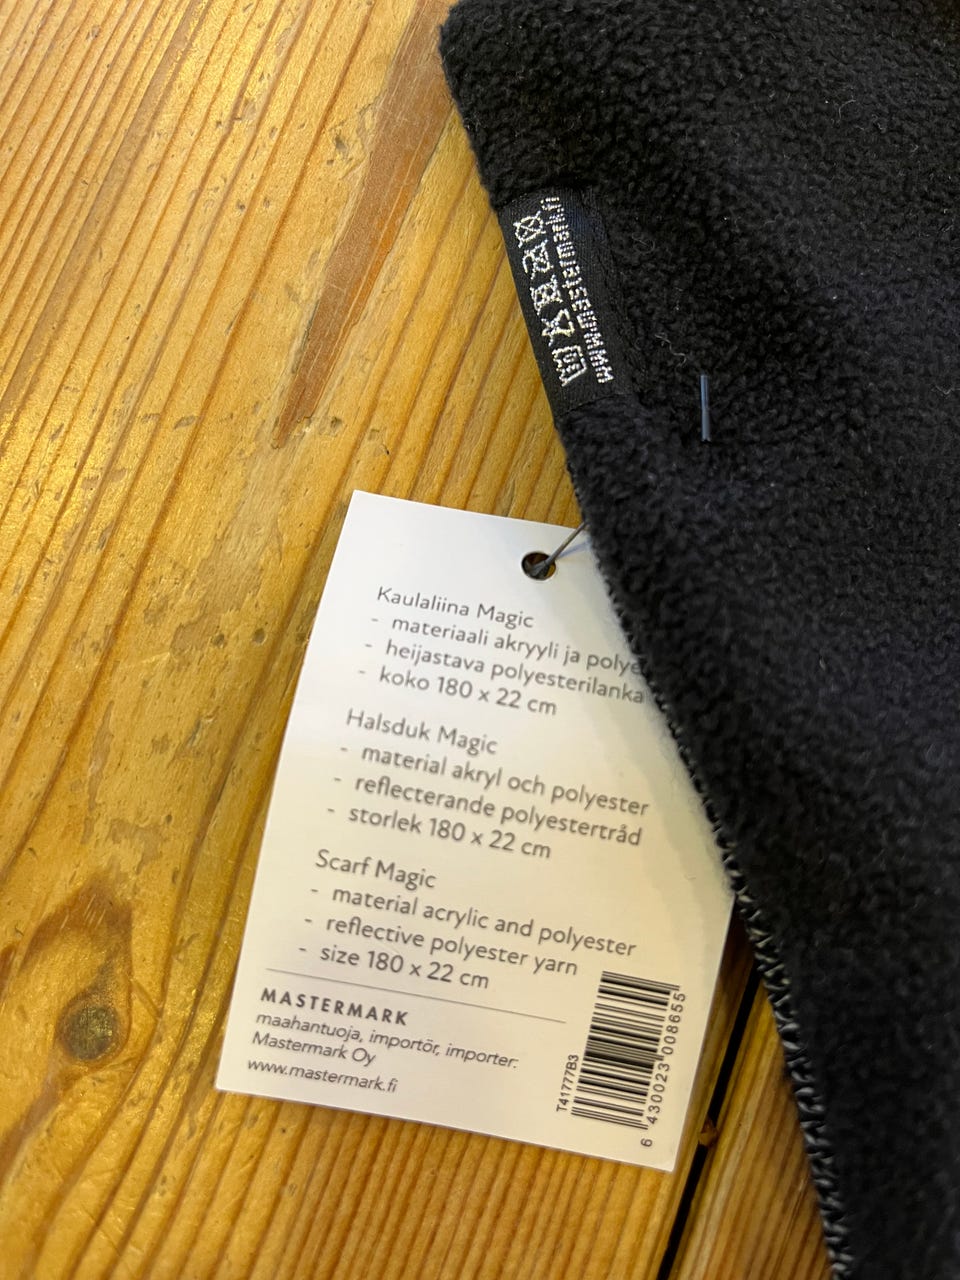 www.mastermark.fi
30
Kaulaliina Magic
- materiaali akryyli ja polye
- heijastava polyesterilanka
- koko 180 x 22 cm
Halsduk Magic
- material akryl och polyester
- reflecterande polyestertråd
- storlek 180 x 22 cm
Scarf Magic
- material acrylic and polyester
- reflective polyester yarn
- size 180 x 22 cm
MASTERMARK
maahantuoja, importör, importer:
Mastermark Oy
www.mastermark.fi
T41777B3
6 430023 008655